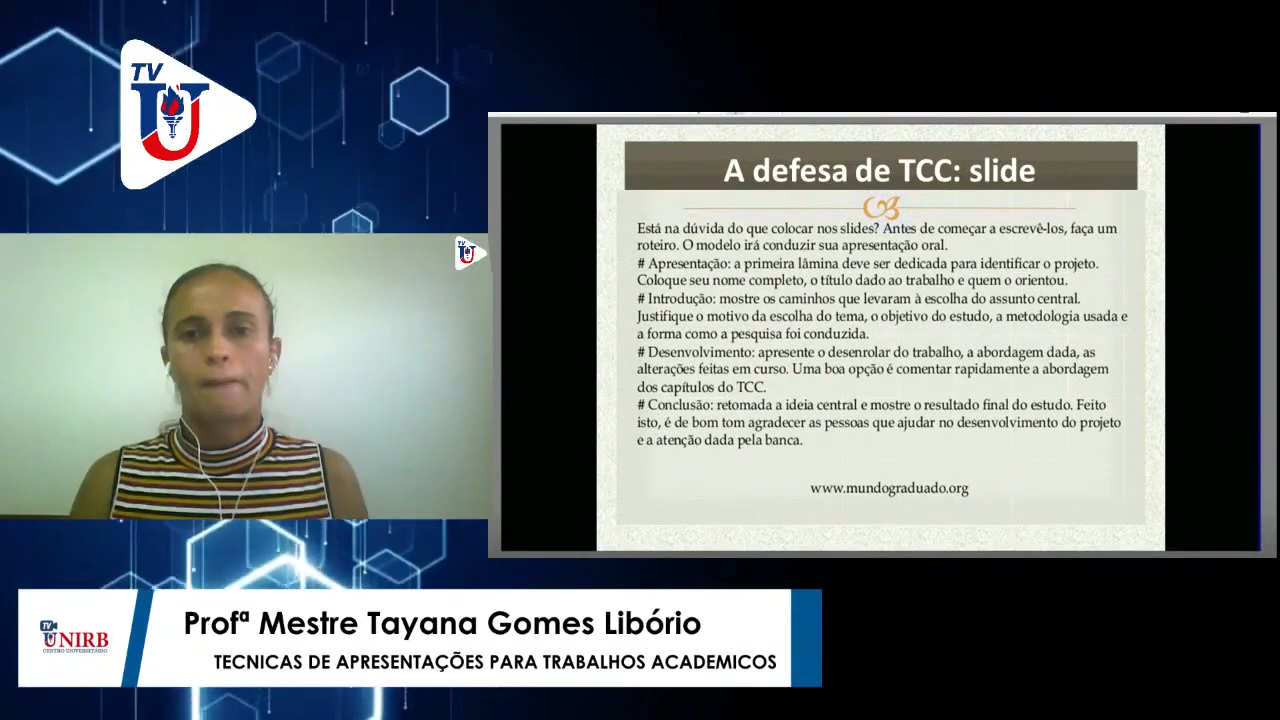 TV
U
A defesa de TCC: slide
Está na dúvida do que colocar nos slides? Antes de começar a escrevê-los, faça um
roteiro. O modelo irá conduzir sua apresentação oral.
# Apresentação: a primeira lâmina deve ser dedicada para identificar o projeto.
Coloque seu nome completo, o título dado ao trabalho e quem o orientou.
# Introdução: mostre os caminhos que levaram à escolha do assunto central.
Justifique o motivo da escolha do tema, o objetivo do estudo, a metodologia usada e
a forma como a pesquisa foi conduzida.
# Desenvolvimento: apresente o desenrolar do trabalho, a abordagem dada, as
alterações feitas em curso. Uma boa opção é comentar rapidamente a abordagem
dos capítulos do TCC.
# Conclusão: retomada a ideia central e mostre o resultado final do estudo. Feito
isto, é de bom tom agradecer as pessoas que ajudar no desenvolvimento do projeto
e a atenção dada pela banca.
www.mundograduado.org
TV
U
Profª Mestre Tayana Gomes Libório
TECNICAS DE APRESENTAÇÕES PARA TRABALHOS ACADEMICOS
TV
UNIRB
CENTRO UNIVERSITÁRIO